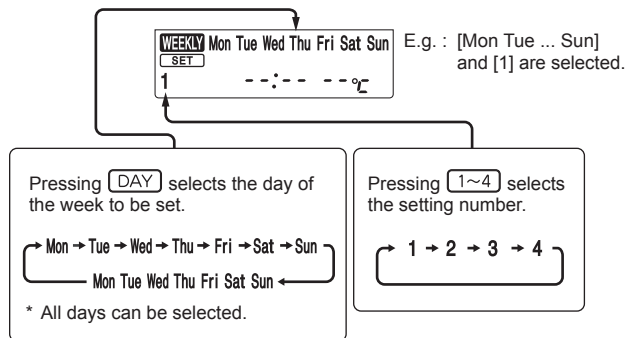 WEEKLY Mon Tue Wed Thu Fri Sat Sun
SET
1 --:-- --°C
E.g. : [Mon Tue ... Sun]
and [1] are selected.
Pressing DAY selects the day of
the week to be set.
Mon → Tue → Wed → Thu → Fri → Sat → Sun
Mon Tue Wed Thu Fri Sat Sun
* All days can be selected.
Pressing 1~4 selects
the setting number.
1 → 2 → 3 → 4